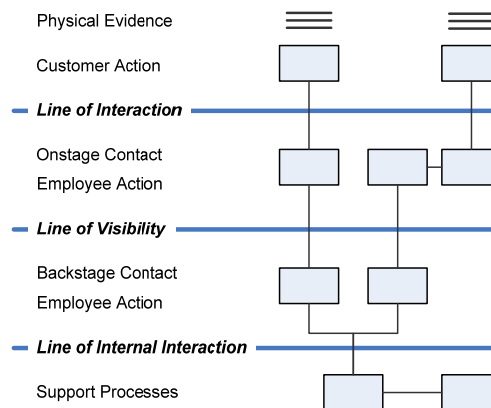 Physical Evidence
Customer Action
Line of Interaction
Onstage Contact
Employee Action
Line of Visibility
Backstage Contact
Employee Action
Line of Internal Interaction
Support Processes